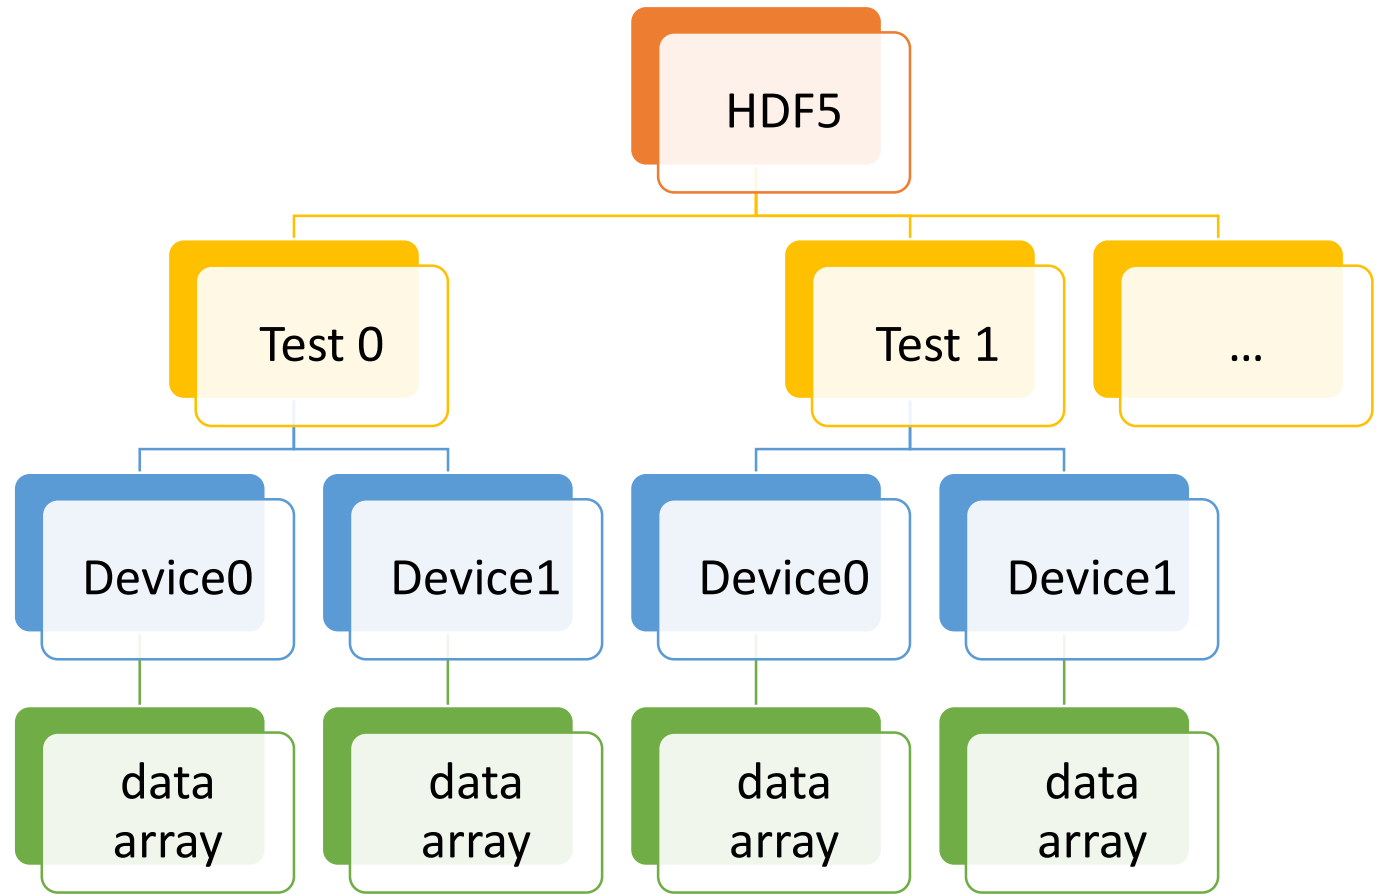 HDF5
Test 0
Test 1
...
Device0
Device1
Device0
Device1
data
array
data
array
data
array
data
array